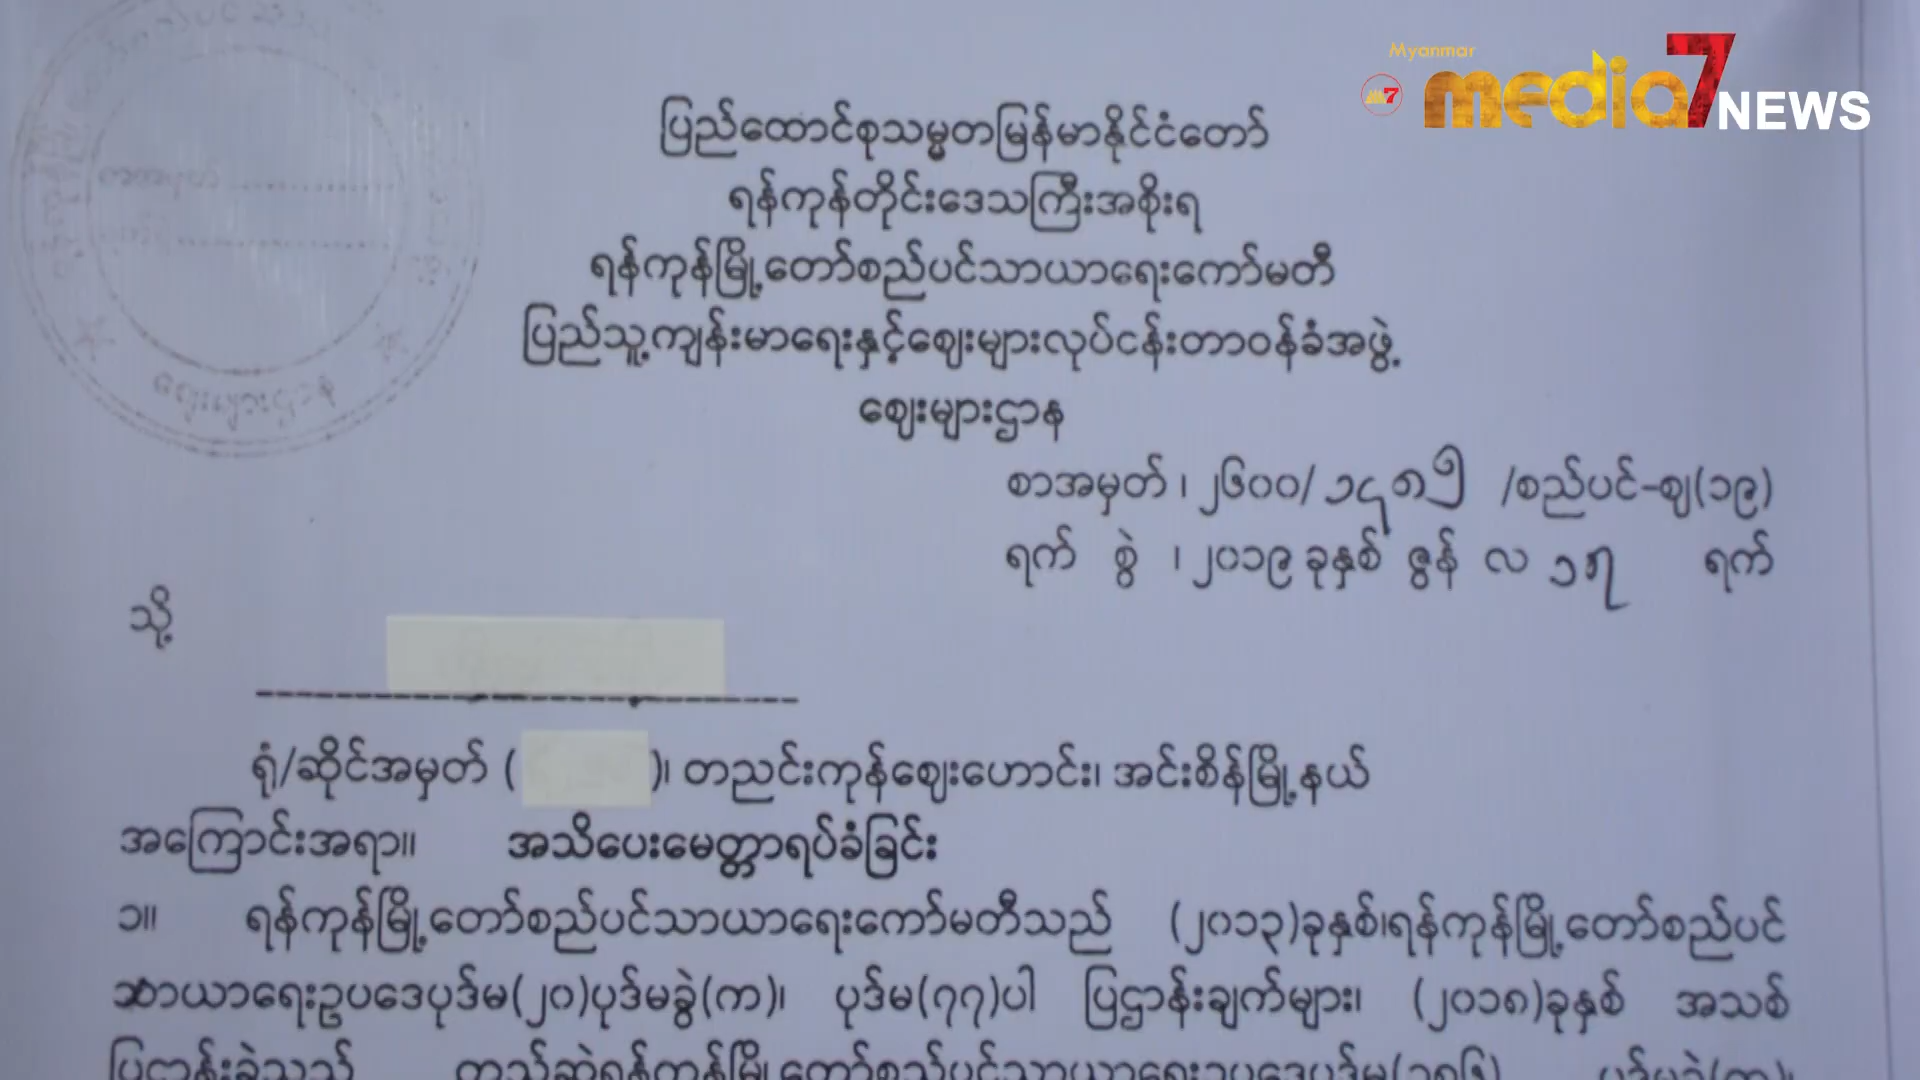 Myanmar
media7NEWS
ပြည်ထောင်စုသမ္မတမြန်မာနိုင်ငံတော်
ရန်ကုန်တိုင်းဒေသကြီးအစိုးရ
ရန်ကုန်မြို့တော်စည်ပင်သာယာရေးကော်မတီ
ပြည်သူ့ကျန်းမာရေးနှင့်ဈေးများလုပ်ငန်းတာဝန်ခံအဖွဲ့
ဈေးများဌာန
စာအမှတ် ၊ ၂၆၀၀/ ၁၄၈၅ /စည်ပင်-ဈ(၁၉)
ရက် စွဲ ၊ ၂၀၁၉ ခုနှစ် ဇွန် လ ၁၅ ရက်
သို့
ရုံ/ဆိုင်အမှတ် ( )၊ တညင်းကုန်ဈေးဟောင်း၊ အင်းစိန်မြို့နယ်
အကြောင်းအရာ။ အသိပေးမေတ္တာရပ်ခံခြင်း
၁။ ရန်ကုန်မြို့တော်စည်ပင်သာယာရေးကော်မတီသည် (၂၀၁၃)ခုနှစ်၊ရန်ကုန်မြို့တော်စည်ပင်
သာယာရေးဥပဒေပုဒ်မ(၂၀)ပုဒ်မခွဲ(က)၊ ပုဒ်မ(၇၇)ပါ ပြဋ္ဌာန်းချက်များ၊ (၂၀၁၈)ခုနှစ် အသစ်
ပြဋ္ဌာန်းခဲ့သည့်
ဈေးများဌာန